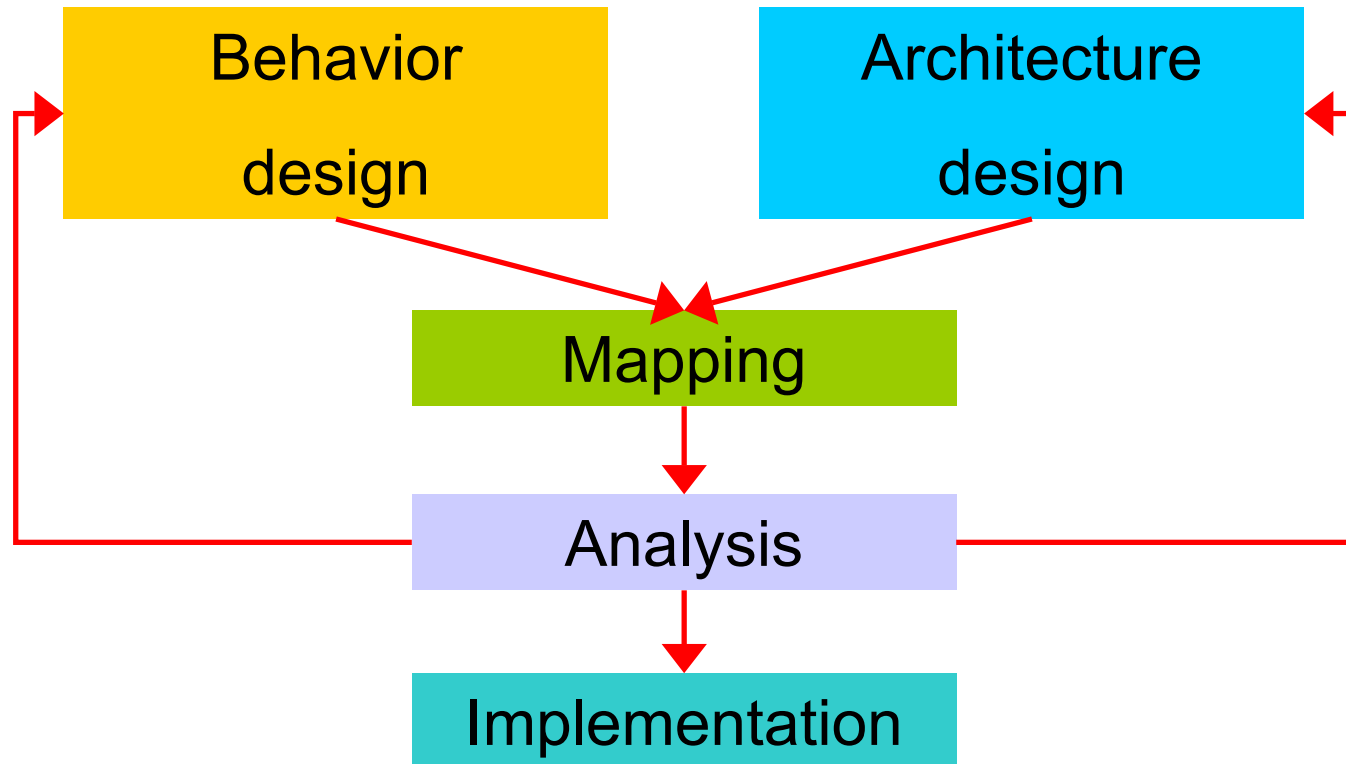 Behavior
design
Architecture
design
Mapping
Analysis
Implementation